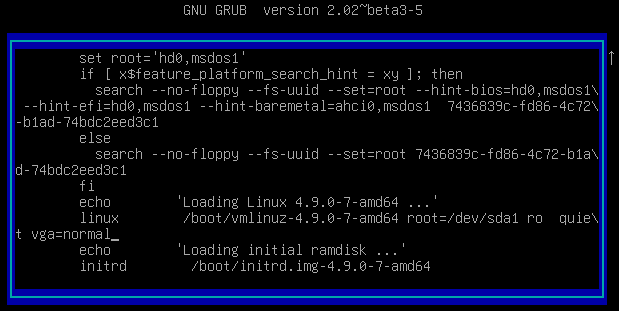 GNU GRUB  version 2.02~beta3-5
set root='hd0,msdos1'
if [ x$feature_platform_search_hint = xy ]; then
search --no-floppy --fs-uuid --set=root --hint-bios=hd0,msdos1\
--hint-efi=hd0,msdos1 --hint-baremetal=ahci0,msdos1  7436839c-fd86-4c72\
-b1ad-74bdc2eed3c1
else
search --no-floppy --fs-uuid --set=root 7436839c-fd86-4c72-b1a\
d-74bdc2eed3c1
fi
echo        'Loading Linux 4.9.0-7-amd64 ...'
linux        /boot/vmlinuz-4.9.0-7-amd64 root=/dev/sda1 ro  quie\
t vga=normal_
echo        'Loading initial ramdisk ...'
initrd        /boot/initrd.img-4.9.0-7-amd64